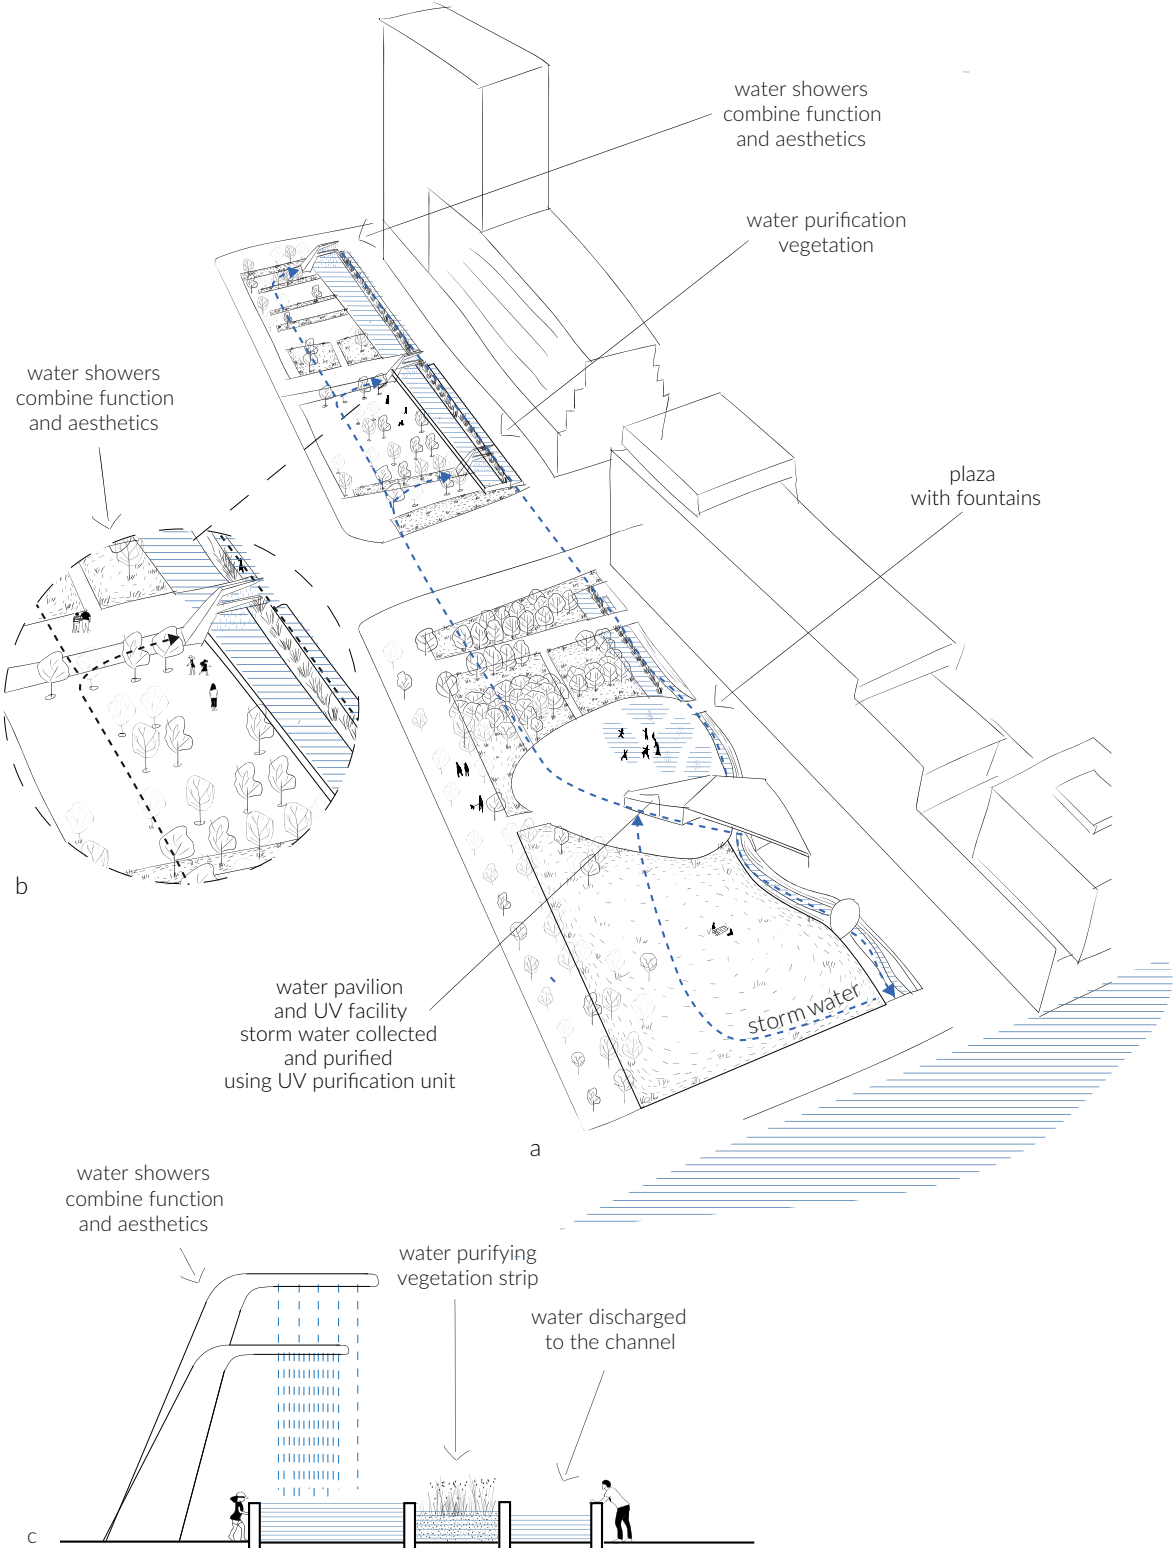 water showers
combine function
and aesthetics
water purification
vegetation
water showers
combine function
and aesthetics
plaza
with fountains
b
water pavilion
and UV facility
storm water collected
and purified
using UV purification unit
storm water
a
water showers
combine function
and aesthetics
water purifying
vegetation strip
water discharged
to the channel
c